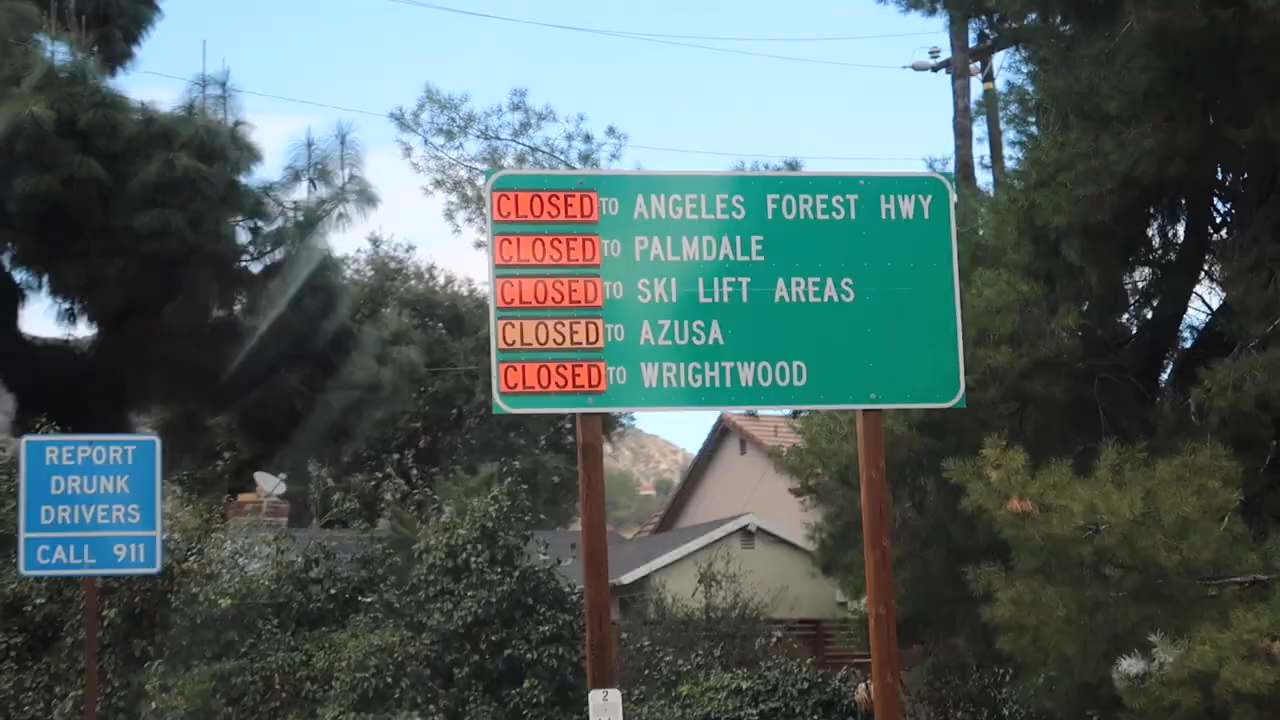 CLOSED TO ANGELES FOREST HWY
CLOSED TO PALMDALE
CLOSED TO SKI LIFT AREAS
CLOSED TO AZUSA
CLOSED TO WRIGHTWOOD
REPORT
DRUNK
DRIVERS
CALL 911
2